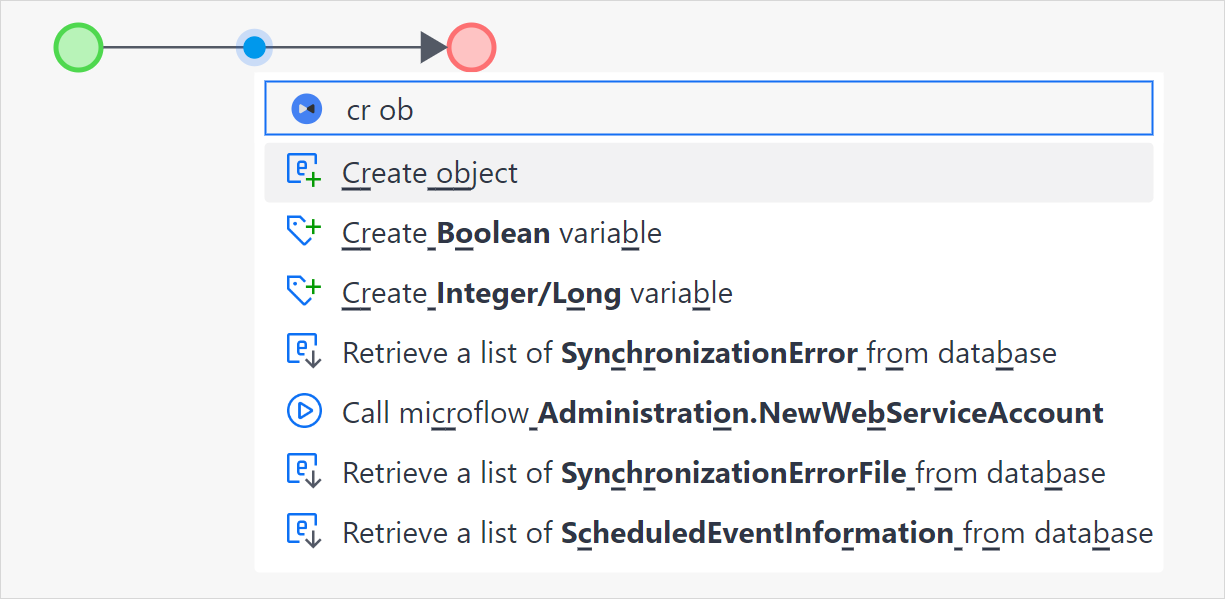 cr ob
Create object
Create Boolean variable
Create Integer/Long variable
Retrieve a list of SynchronizationError from database
Call microflow Administration.NewWebServiceAccount
Retrieve a list of SynchronizationErrorFile from database
Retrieve a list of ScheduledEventInformation from database